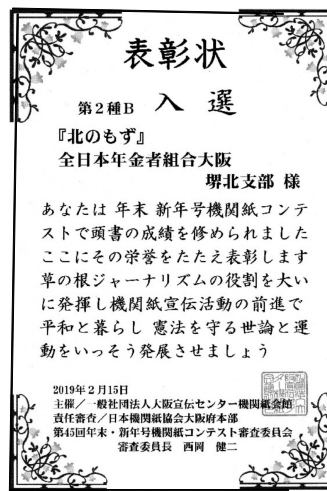 表彰状
第2種B 入選
『北のもず』
全日本年金者組合大阪
堺北支部 様
あなたは 年末 新年号機関紙コンテ
ストで頭書の成績を修められました
ここにその栄誉をたたえ表彰します
草の根ジャーナリズムの役割を大い
に発揮し機関紙宣伝活動の前進で
平和と暮らし 憲法を守る世論と運
動をいっそう発展させましょう
2019年2月15日
主催／一般社団法人大阪宣伝センター機関紙会館
責任審査／日本機関紙協会大阪府本部
第45回年末・新年号機関紙コンテスト審査委員会
審査委員長 西岡 健二